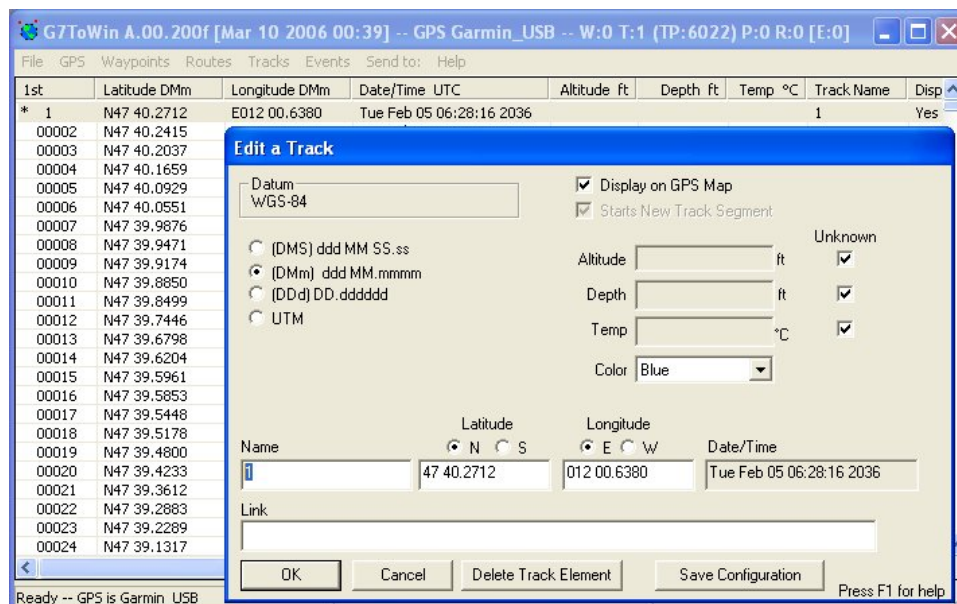 G7ToWin A.00.200f [Mar 10 2006 00:39] -- GPS Garmin_USB -- W:0 T:1 (TP:6022) P:0 R:0 [E:0]
File GPS Waypoints Routes Tracks Events Send to: Help
1st Latitude DMm Longitude DMm Date/Time UTC Altitude ft Depth ft Temp °C Track Name Disp
* 1 N47 40.2712 E012 00.6380 Tue Feb 05 06:28:16 2036 1 Yes
00002 N47 40.2415
00003 N47 40.2037
00004 N47 40.1659
00005 N47 40.0929
00006 N47 40.0551
00007 N47 39.9876
00008 N47 39.9471
00009 N47 39.9174
00010 N47 39.8850
00011 N47 39.8499
00012 N47 39.7446
00013 N47 39.6798
00014 N47 39.6204
00015 N47 39.5961
00016 N47 39.5853
00017 N47 39.5448
00018 N47 39.5178
00019 N47 39.4800
00020 N47 39.4233
00021 N47 39.3612
00022 N47 39.2883
00023 N47 39.2289
00024 N47 39.1317
Edit a Track
Datum
WGS-84
Display on GPS Map
Starts New Track Segment
(DMS) ddd MM SS.ss
(DMm) ddd MM.mmmm
(DDd) DD.dddddd
UTM
Unknown
Altitude ft
Depth ft
Temp °C
Color Blue
Latitude Longitude
Name N S E W Date/Time
1 47 40.2712 012 00.6380 Tue Feb 05 06:28:16 2036
Link
OK Cancel Delete Track Element Save Configuration
Press F1 for help
Ready -- GPS is Garmin_USB